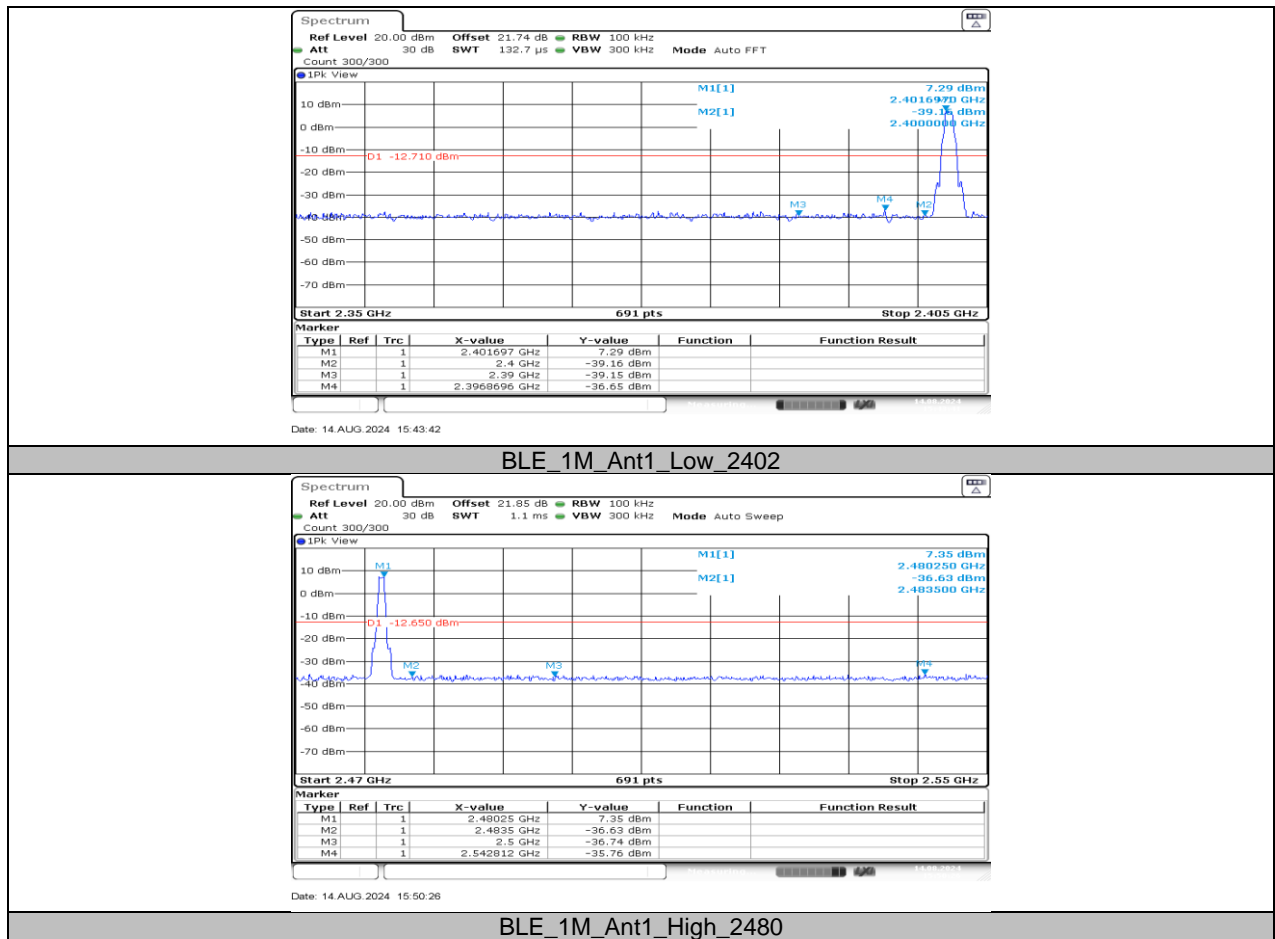 Spectrum
Ref Level 20.00 dBm Offset 21.74 dB RBW 100 kHz
Att 30 dB SWT 132.7 µs VBW 300 kHz Mode Auto FFT
Count 300/300
1Pk View
M1[1] 7.29 dBm
GHz
M2[1] dBm
2.4000000 GHz
10 dBm
0 dBm
-10 dBm
D1 -12.710 dBm
-20 dBm
-30 dBm
M3 M4 M2
-50 dBm
-60 dBm
-70 dBm
Start 2.35 GHz 691 pts Stop 2.405 GHz
Marker
Type Ref Trc X-value Y-value Function Function Result
M1 1 2.401697 GHz 7.29 dBm
M2 1 2.4 GHz -39.16 dBm
M3 1 2.39 GHz -39.15 dBm
M4 1 2.3968696 GHz -36.65 dBm
14.08.2024
Date: 14.AUG.2024 15:43:42
BLE_1M_Ant1_Low_2402
Spectrum
Ref Level 20.00 dBm Offset 21.85 dB RBW 100 kHz
Att 30 dB SWT 1.1 ms VBW 300 kHz Mode Auto Sweep
Count 300/300
1Pk View
M1[1] 7.35 dBm
2.480250 GHz
M2[1] -36.63 dBm
2.483500 GHz
M1
10 dBm
0 dBm
-10 dBm
D1 -12.650 dBm
-20 dBm
-30 dBm
M2 M3 M4
-40 dBm
-50 dBm
-60 dBm
-70 dBm
Start 2.47 GHz 691 pts Stop 2.55 GHz
Marker
Type Ref Trc X-value Y-value Function Function Result
M1 1 2.48025 GHz 7.35 dBm
M2 1 2.4835 GHz -36.63 dBm
M3 1 2.5 GHz -36.74 dBm
M4 1 2.542812 GHz -35.76 dBm
14.08.2024
Date: 14.AUG.2024 15:50:26
BLE_1M_Ant1_High_2480